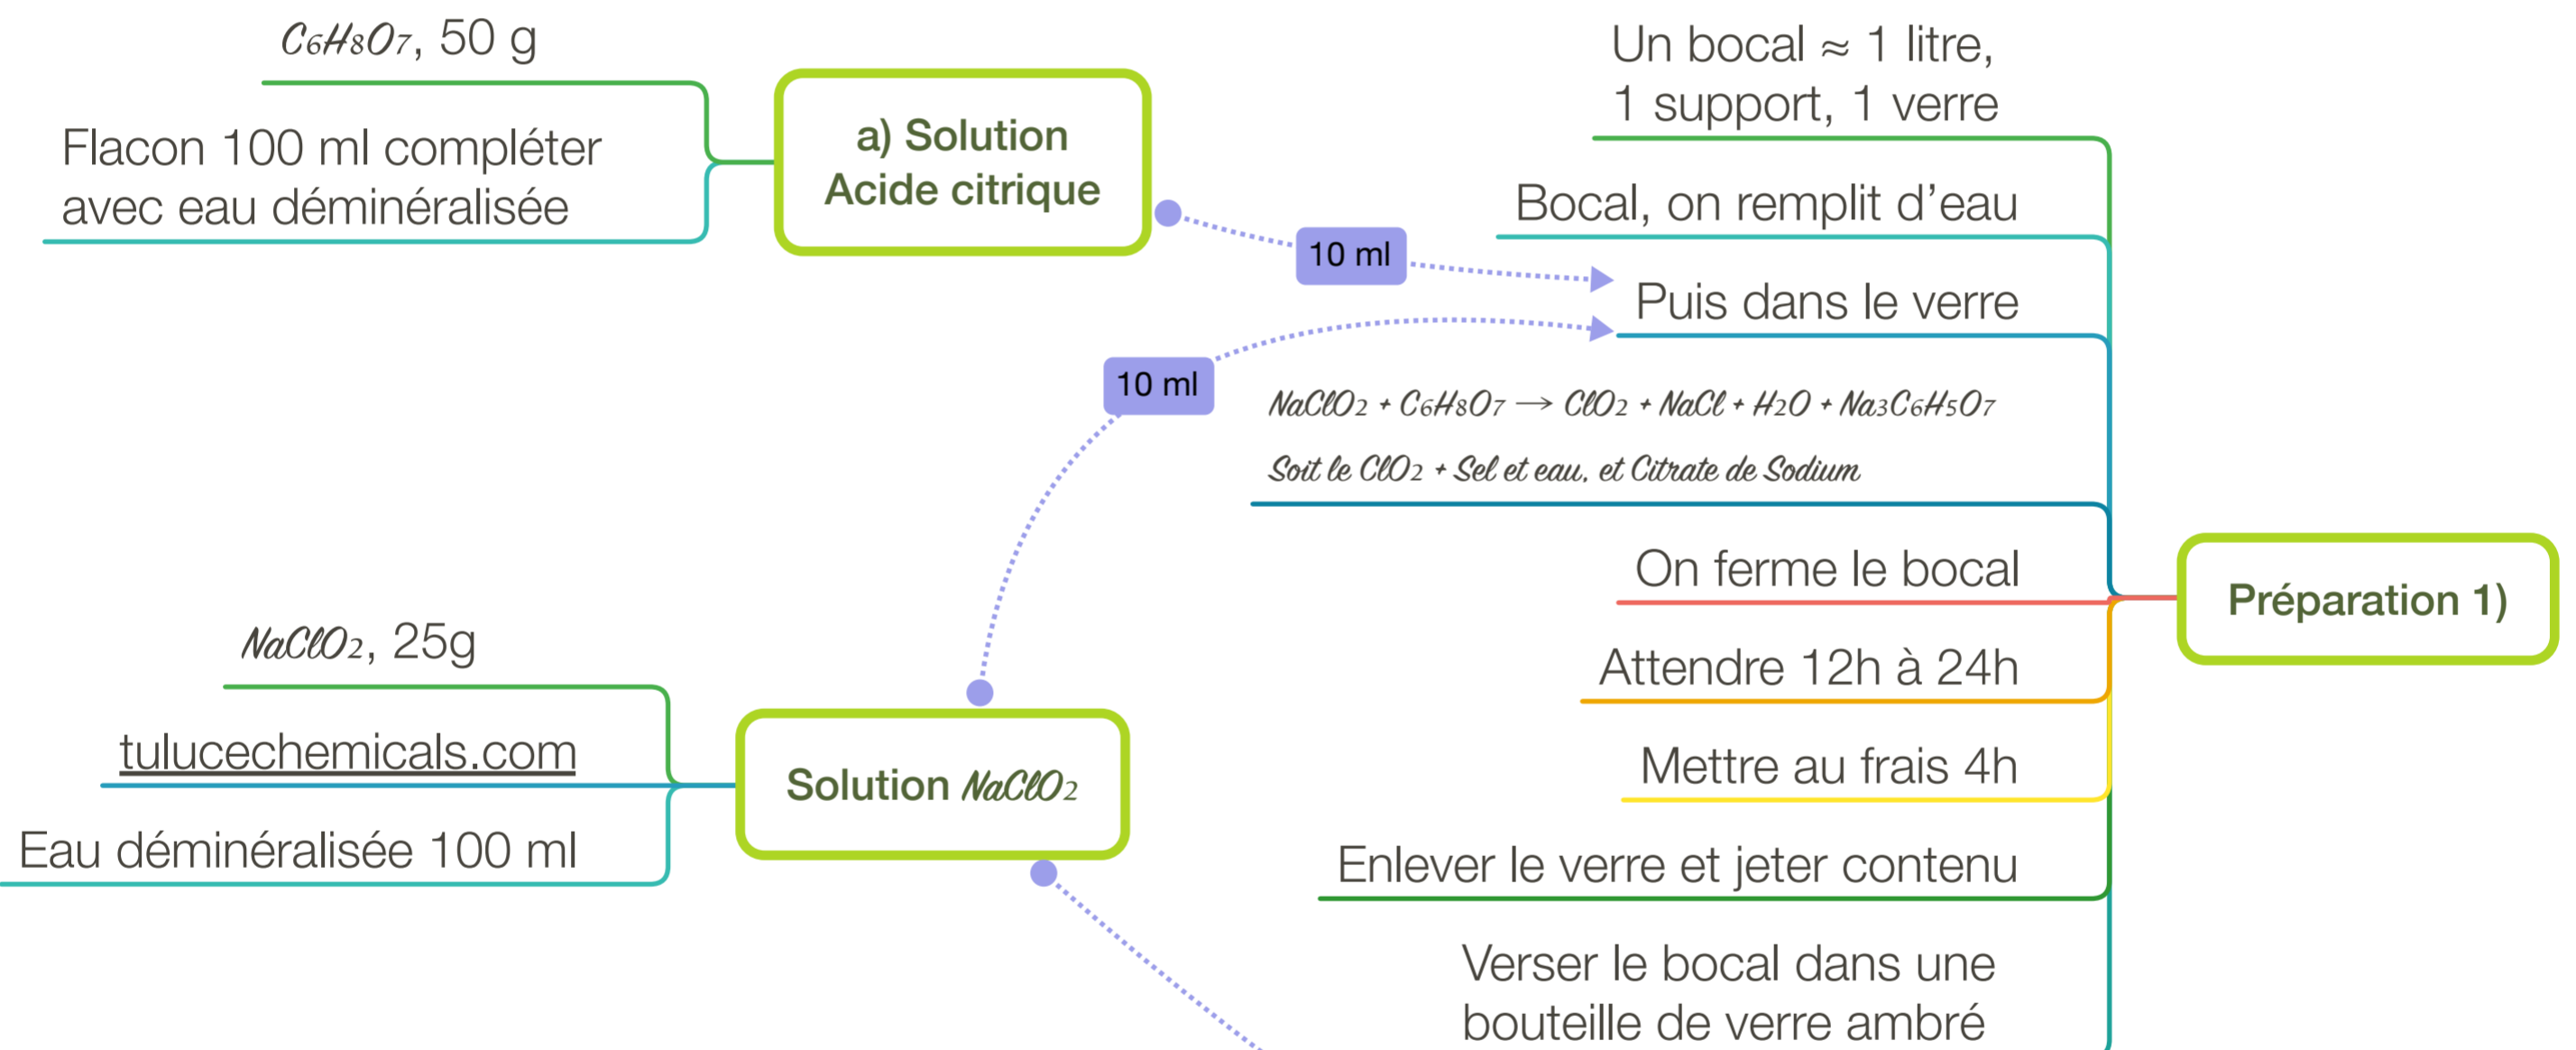 C6H8O7, 50 g
Flacon 100 ml compléter
avec eau déminéralisée
a) Solution
Acide citrique
10 ml
10 ml
NaClO2, 25g
tulucechemicals.com
Eau déminéralisée 100 ml
Solution NaClO2
Un bocal ≈ 1 litre,
1 support, 1 verre
Bocal, on remplit d’eau
Puis dans le verre
NaClO2 + C6H8O7 → ClO2 + NaCl + H2O + Na3C6H5O7
Soit le ClO2 + Sel et eau, et Citrate de Sodium
On ferme le bocal
Attendre 12h à 24h
Mettre au frais 4h
Enlever le verre et jeter contenu
Verser le bocal dans une
bouteille de verre ambré
Préparation 1)